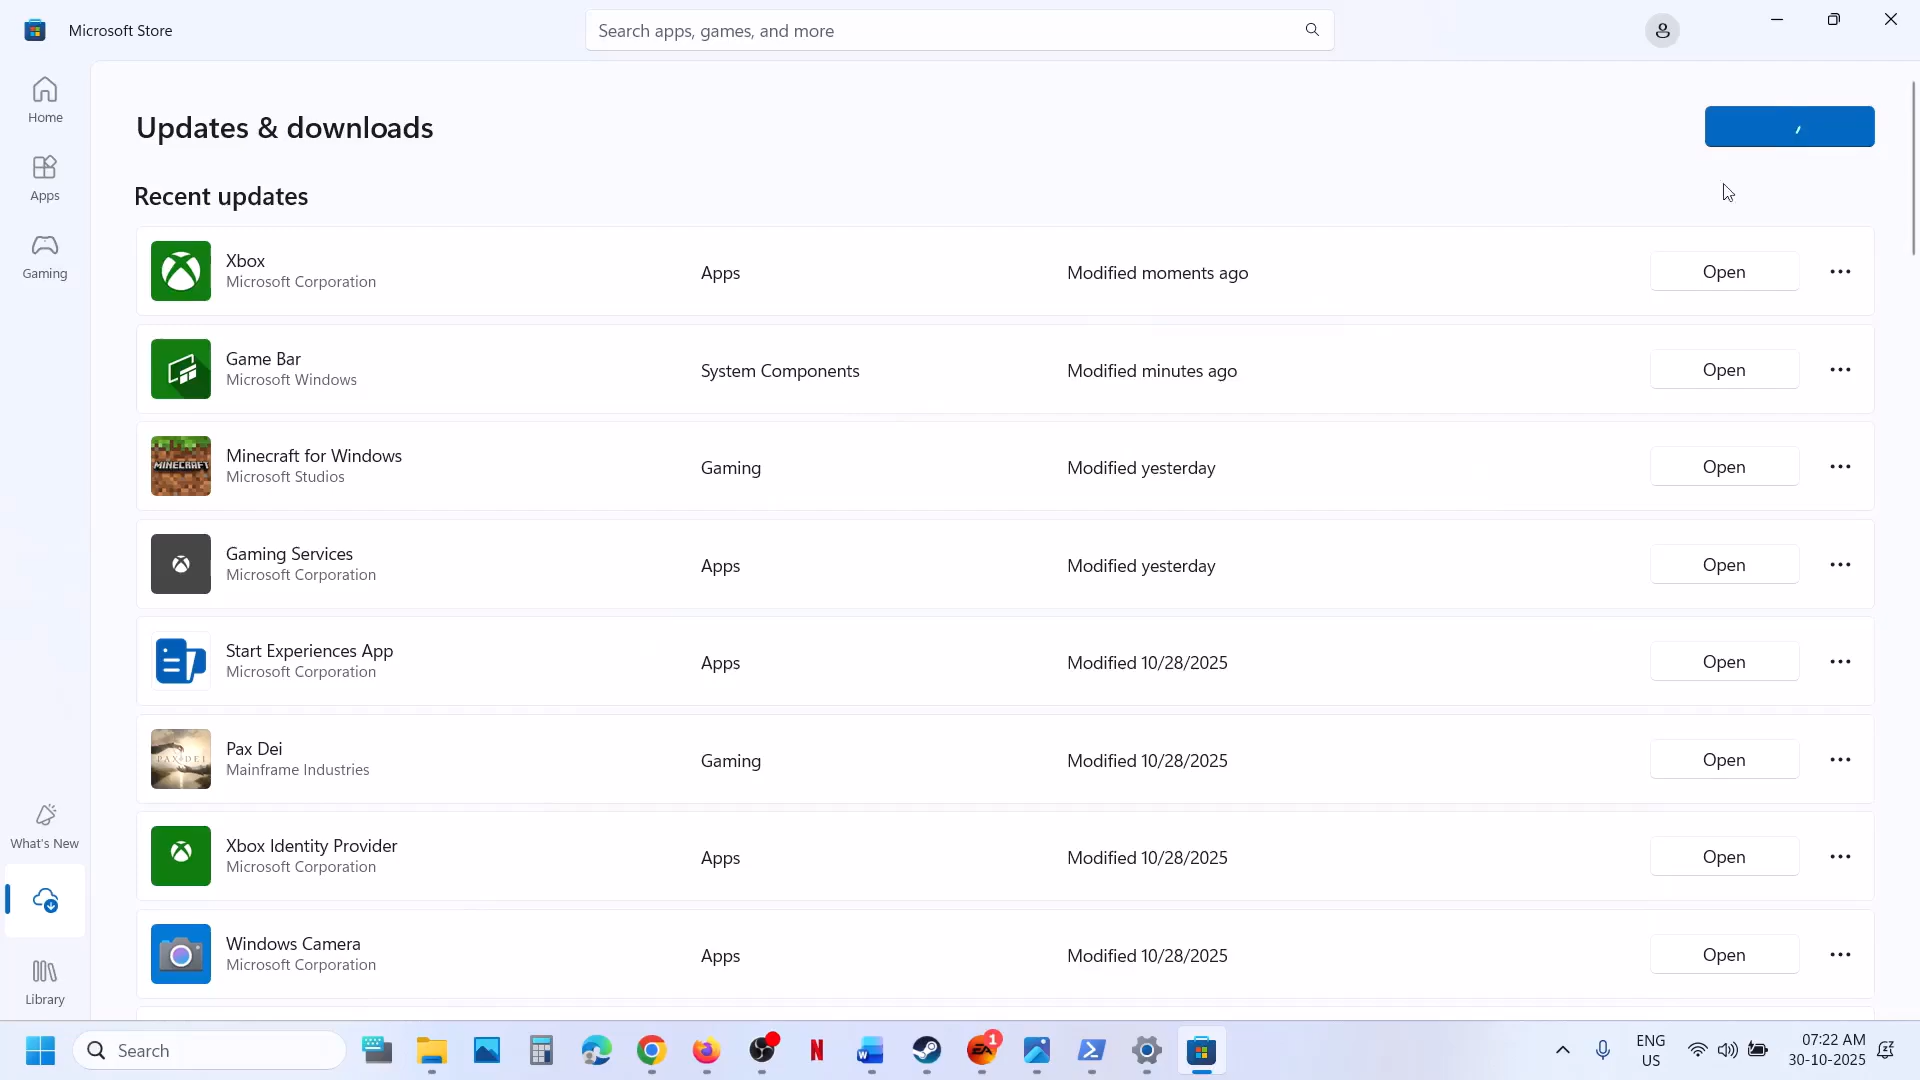 Microsoft Store
Search apps, games, and more
Home
Apps
Gaming
What's New
Library
Updates & downloads
Recent updates
Xbox
Microsoft Corporation
Apps
Modified moments ago
Open
Game Bar
Microsoft Windows
System Components
Modified minutes ago
Open
MINECRAFT
Minecraft for Windows
Microsoft Studios
Gaming
Modified yesterday
Open
Gaming Services
Microsoft Corporation
Apps
Modified yesterday
Open
Start Experiences App
Microsoft Corporation
Apps
Modified 10/28/2025
Open
PAX DEI
Pax Dei
Mainframe Industries
Gaming
Modified 10/28/2025
Open
Xbox Identity Provider
Microsoft Corporation
Apps
Modified 10/28/2025
Open
Windows Camera
Microsoft Corporation
Apps
Modified 10/28/2025
Open
Search
N
W
EA
1
ENG
US
07:22 AM
30-10-2025